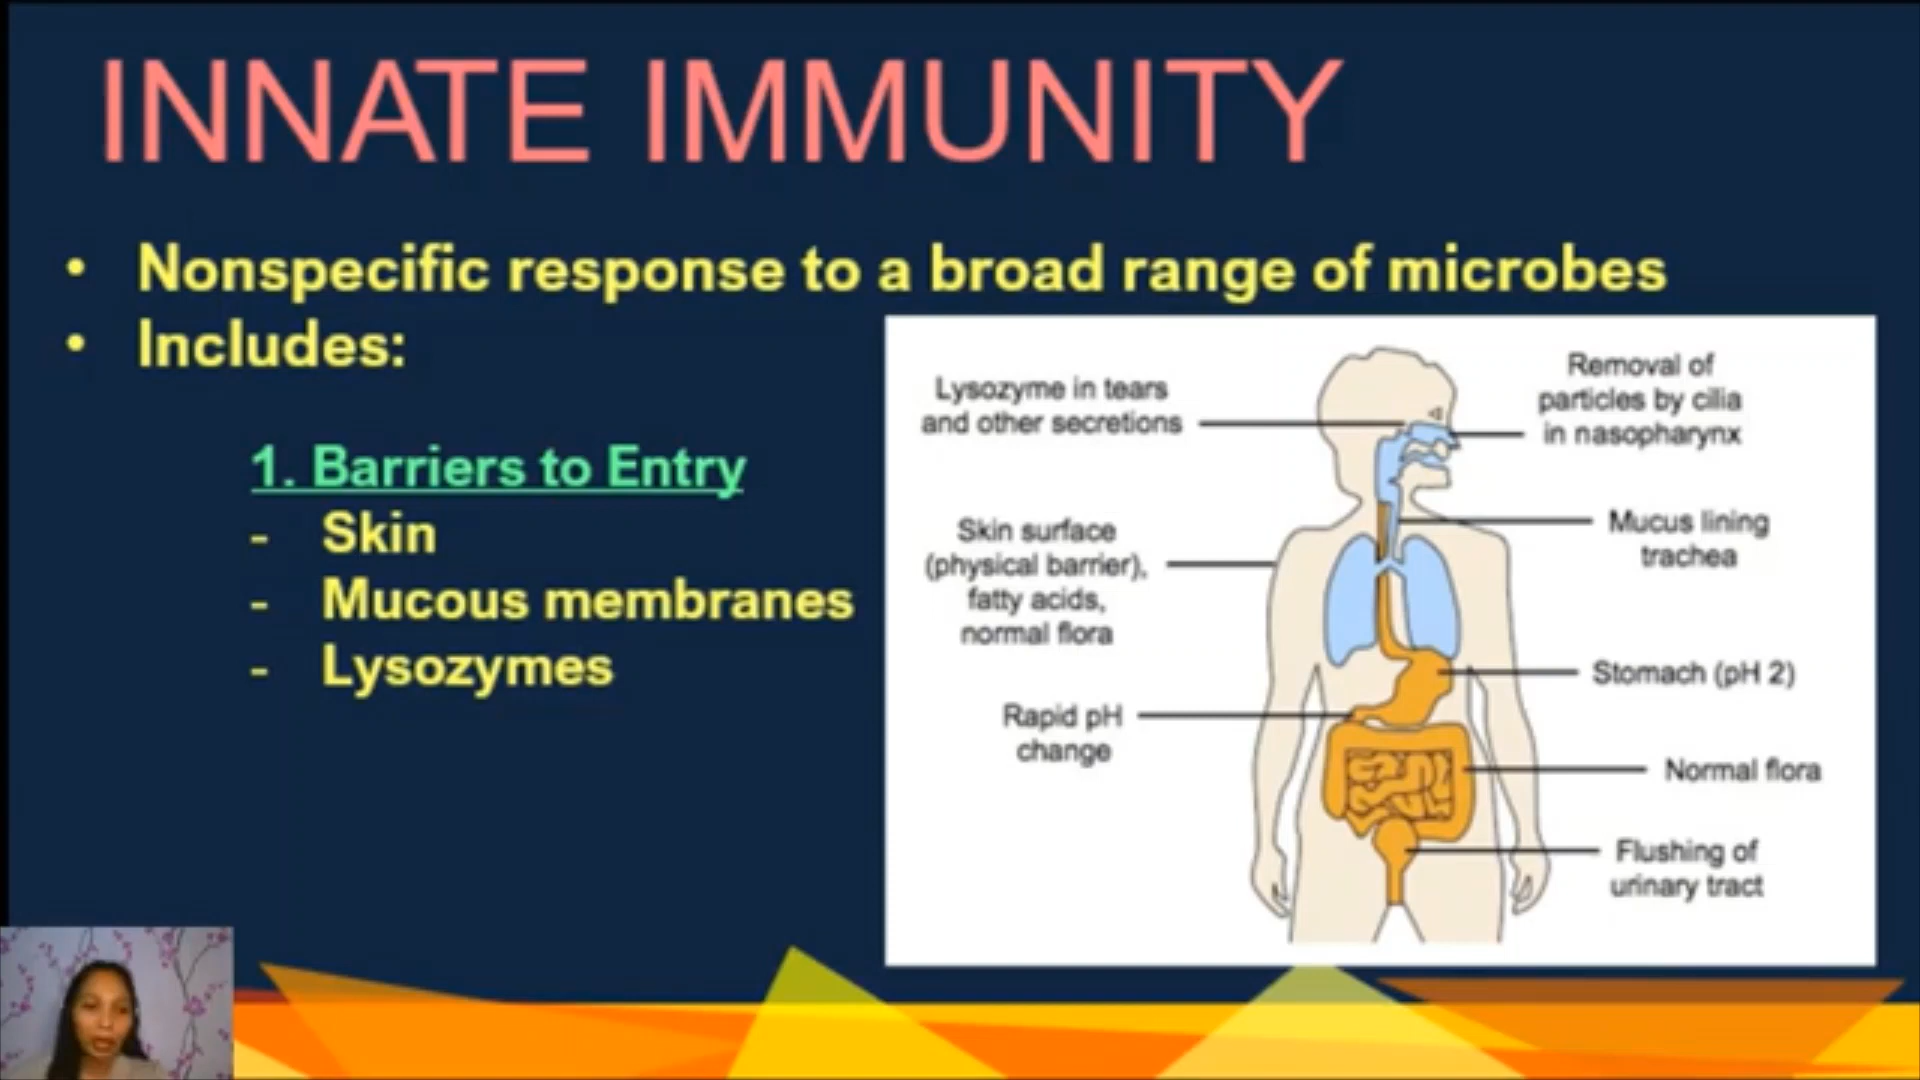 INNATE IMMUNITY
• Nonspecific response to a broad range of microbes
• Includes:
1. Barriers to Entry
- Skin
- Mucous membranes
- Lysozymes
Lysozyme in tears
and other secretions
Skin surface
(physical barrier),
fatty acids,
normal flora
Rapid pH
change
Removal of
particles by cilia
in nasopharynx
Mucus lining
trachea
Stomach (pH 2)
Normal flora
Flushing of
urinary tract